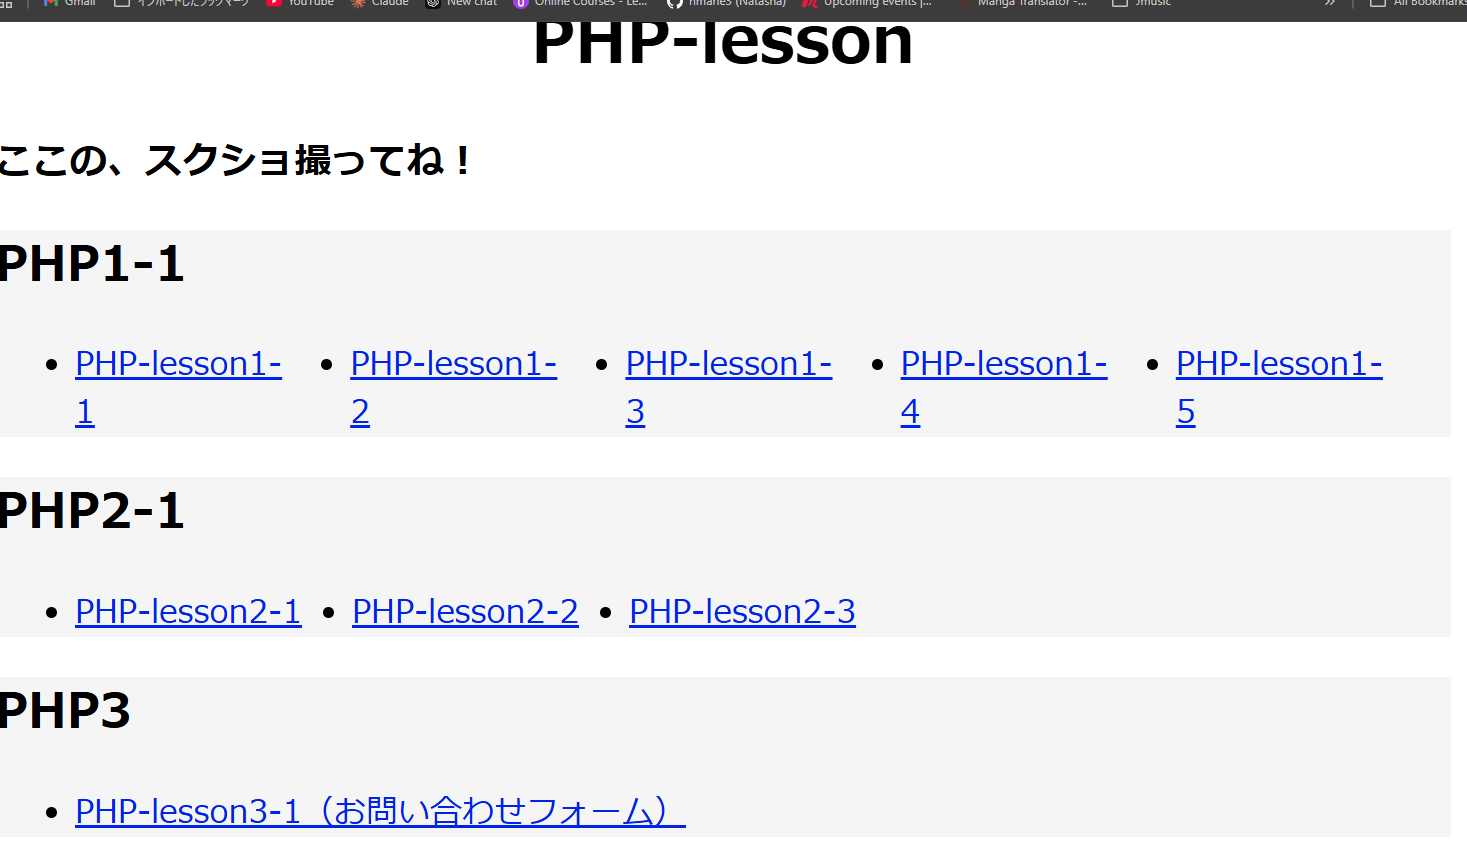 Gmail インポートしたブックマーク YouTube Claude New chat Online Courses - Le... nmane3 (Natasha) Upcoming events |... Manga Translator -... Jmusic » All Bookmarks
PHP-lesson
ここの、スクショ撮ってね！
PHP1-1
PHP-lesson1-1 PHP-lesson1-2 PHP-lesson1-3 PHP-lesson1-4 PHP-lesson1-5
PHP2-1
PHP-lesson2-1 PHP-lesson2-2 PHP-lesson2-3
PHP3
PHP-lesson3-1（お問い合わせフォーム）